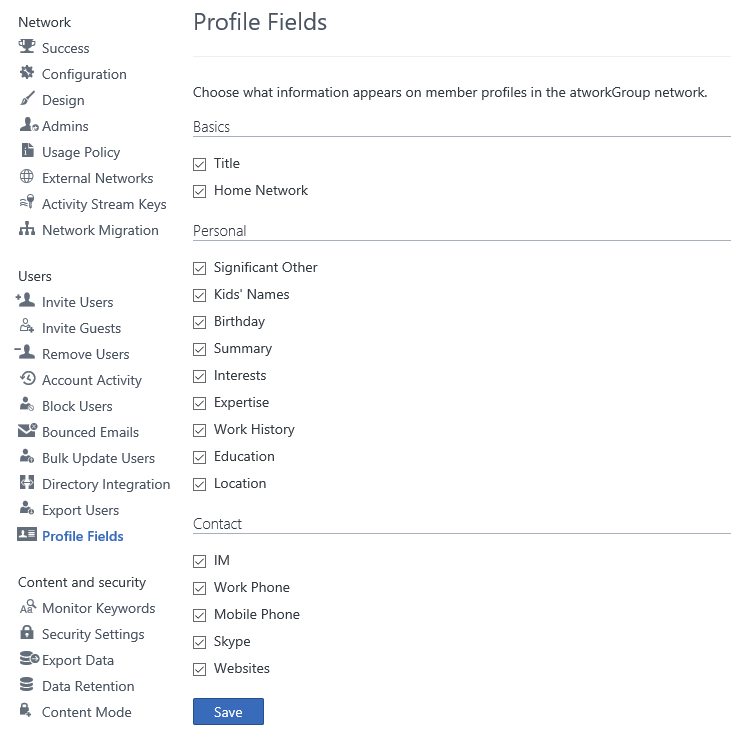 Network
Success
Configuration
Design
Admins
Usage Policy
External Networks
Activity Stream Keys
Network Migration
Users
Invite Users
Invite Guests
Remove Users
Account Activity
Block Users
Bounced Emails
Bulk Update Users
Directory Integration
Export Users
Profile Fields
Content and security
Monitor Keywords
Security Settings
Export Data
Data Retention
Content Mode
Profile Fields
Choose what information appears on member profiles in the atworkGroup network.
Basics
Title
Home Network
Personal
Significant Other
Kids' Names
Birthday
Summary
Interests
Expertise
Work History
Education
Location
Contact
IM
Work Phone
Mobile Phone
Skype
Websites
Save